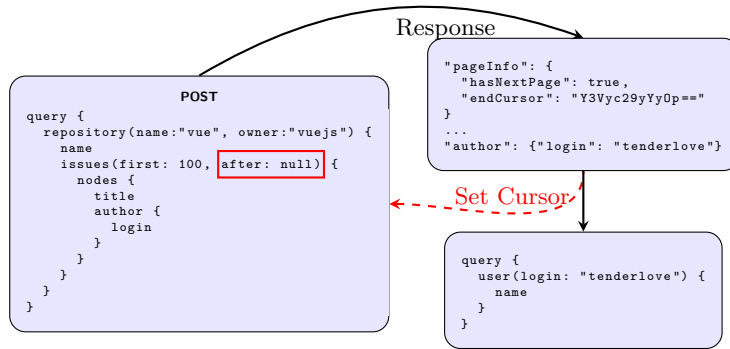 Response
POST
query {
  repository(name:"vue", owner:"vuejs") {
    name
    issues(first: 100, after: null) {
      nodes {
        title
        author {
          login
        }
      }
    }
  }
}
"pageInfo": {
  "hasNextPage": true,
  "endCursor": "Y3Vyc29yYyOp=="
}
...
"author": {"login": "tenderlove"}
Set Cursor
query {
  user(login: "tenderlove") {
    name
  }
}